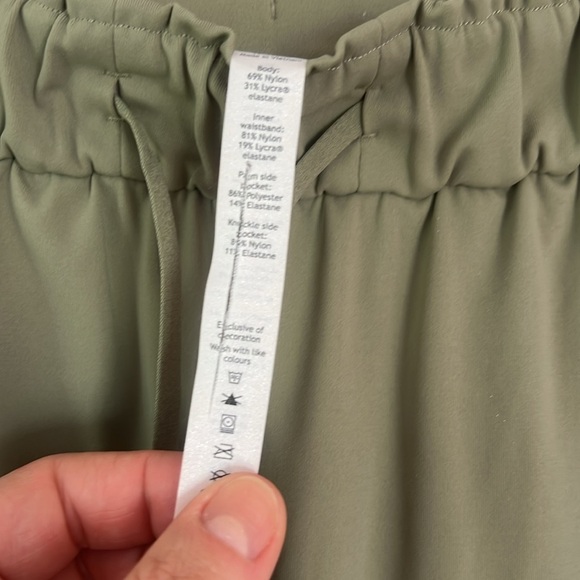 Body:
69% Nylon
31% Lycra®
elastane
Inner
waistband:
81% Nylon
19% Lycra®
elastane
Palm side
pocket:
86% Polyester
14% Elastane
Knuckle side
pocket:
89% Nylon
11% Elastane
Exclusive of
decoration
Wash with like
colours